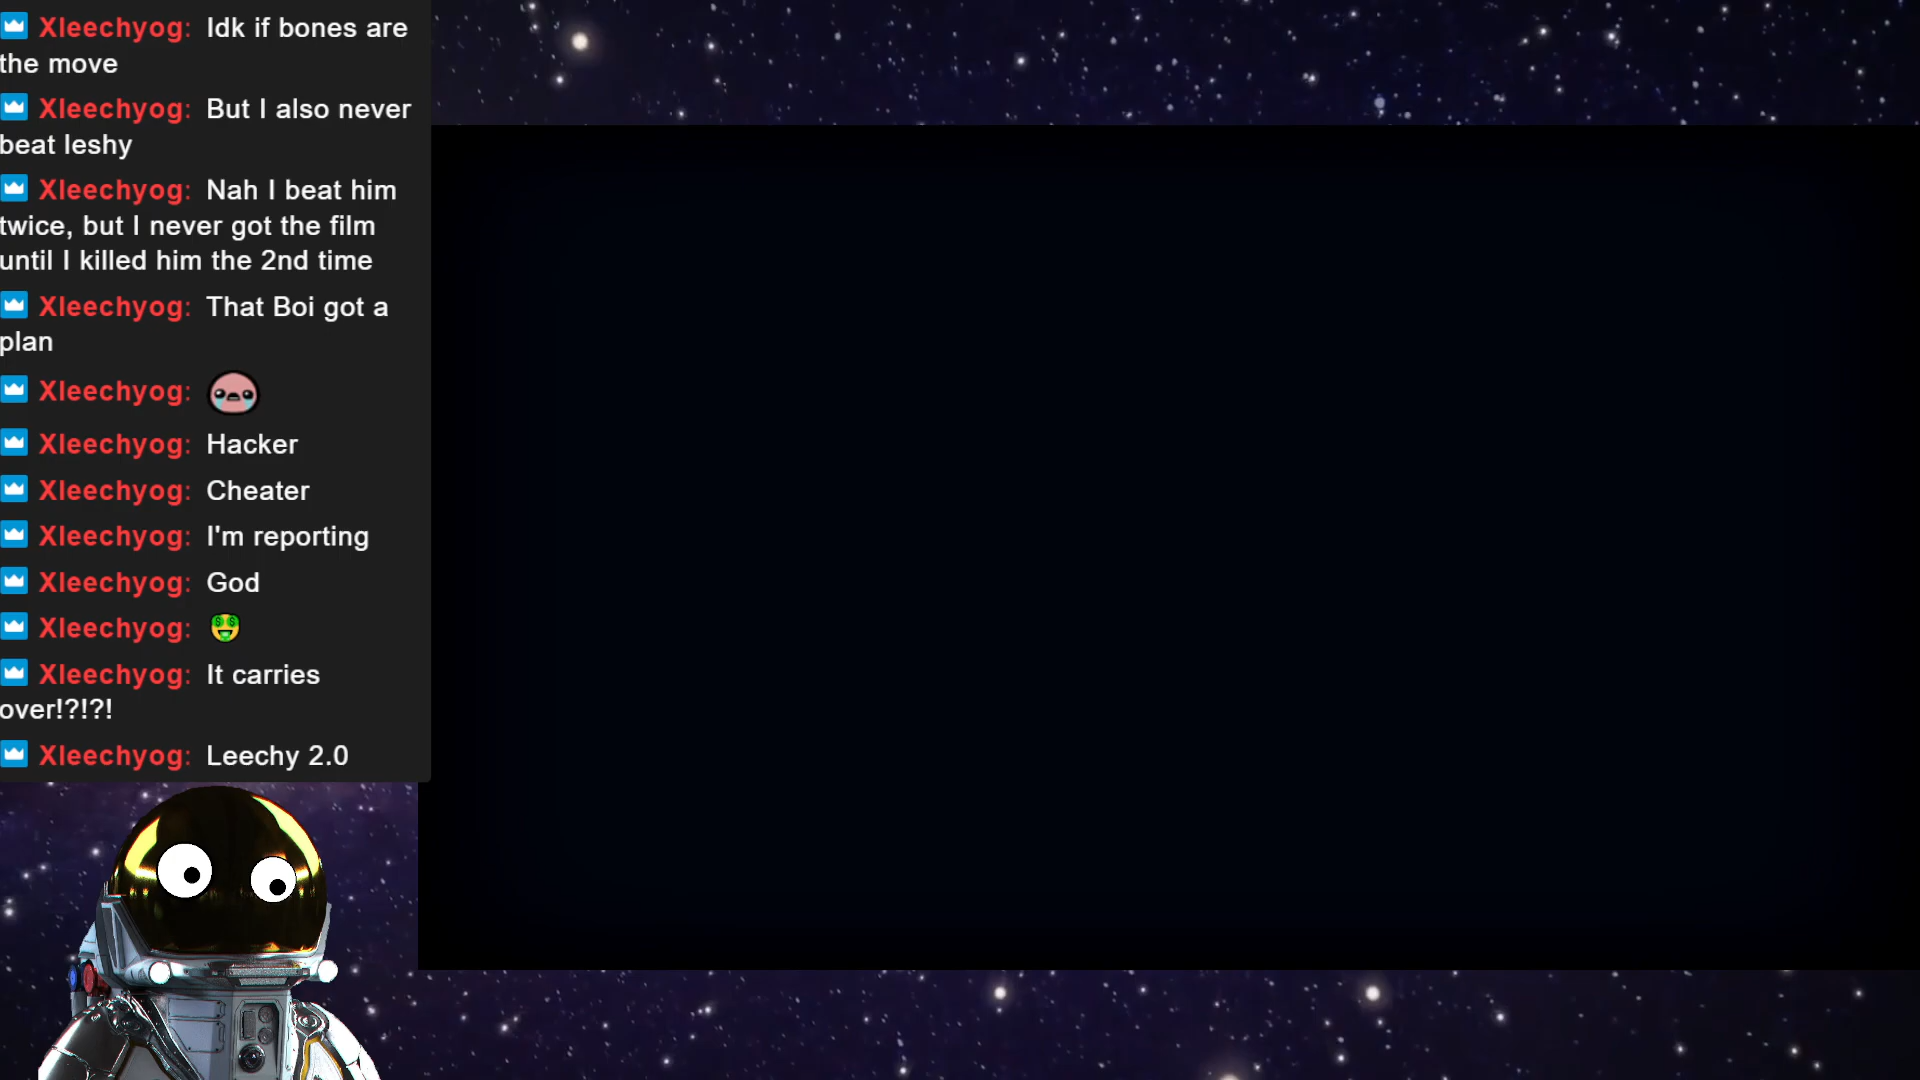 Xleechyog: Idk if bones are
the move
Xleechyog: But I also never
beat leshy
Xleechyog: Nah I beat him
twice, but I never got the film
until I killed him the 2nd time
Xleechyog: That Boi got a
plan
Xleechyog:
Xleechyog: Hacker
Xleechyog: Cheater
Xleechyog: I'm reporting
Xleechyog: God
Xleechyog: 🤑
Xleechyog: It carries
over!?!?!
Xleechyog: Leechy 2.0